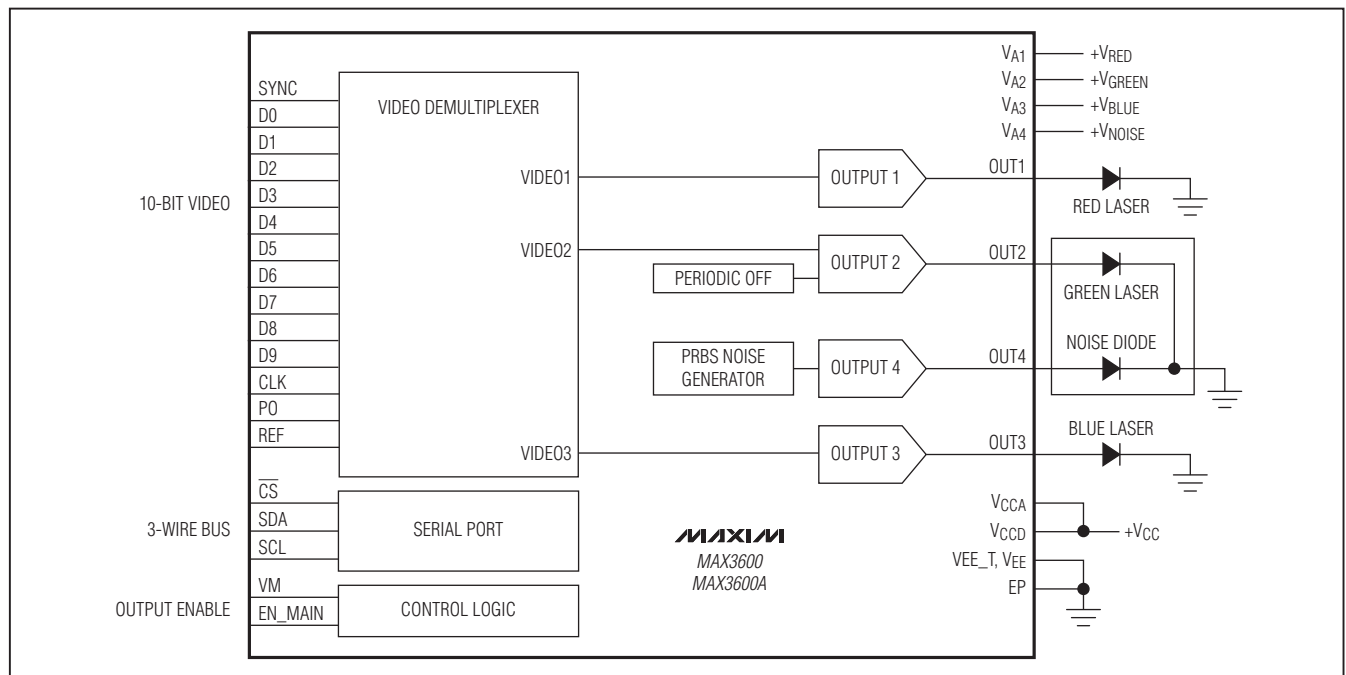 SYNC
D0
D1
D2
D3
D4
D5
D6
D7
D8
D9
CLK
PO
REF
10-BIT VIDEO
VIDEO DEMULTIPLEXER
VIDEO1
VIDEO2
VIDEO3
PERIODIC OFF
PRBS NOISE
GENERATOR
OUTPUT 1
OUTPUT 2
OUTPUT 4
OUTPUT 3
VA1 +VRED
VA2 +VGREEN
VA3 +VBLUE
VA4 +VNOISE
OUT1
RED LASER
OUT2
GREEN LASER
NOISE DIODE
OUT4
BLUE LASER
OUT3
CS
SDA
SCL
3-WIRE BUS
SERIAL PORT
VM
EN_MAIN
OUTPUT ENABLE
CONTROL LOGIC
MAXIM
MAX3600
MAX3600A
VCCA
VCCD +VCC
VEE_T, VEE
EP